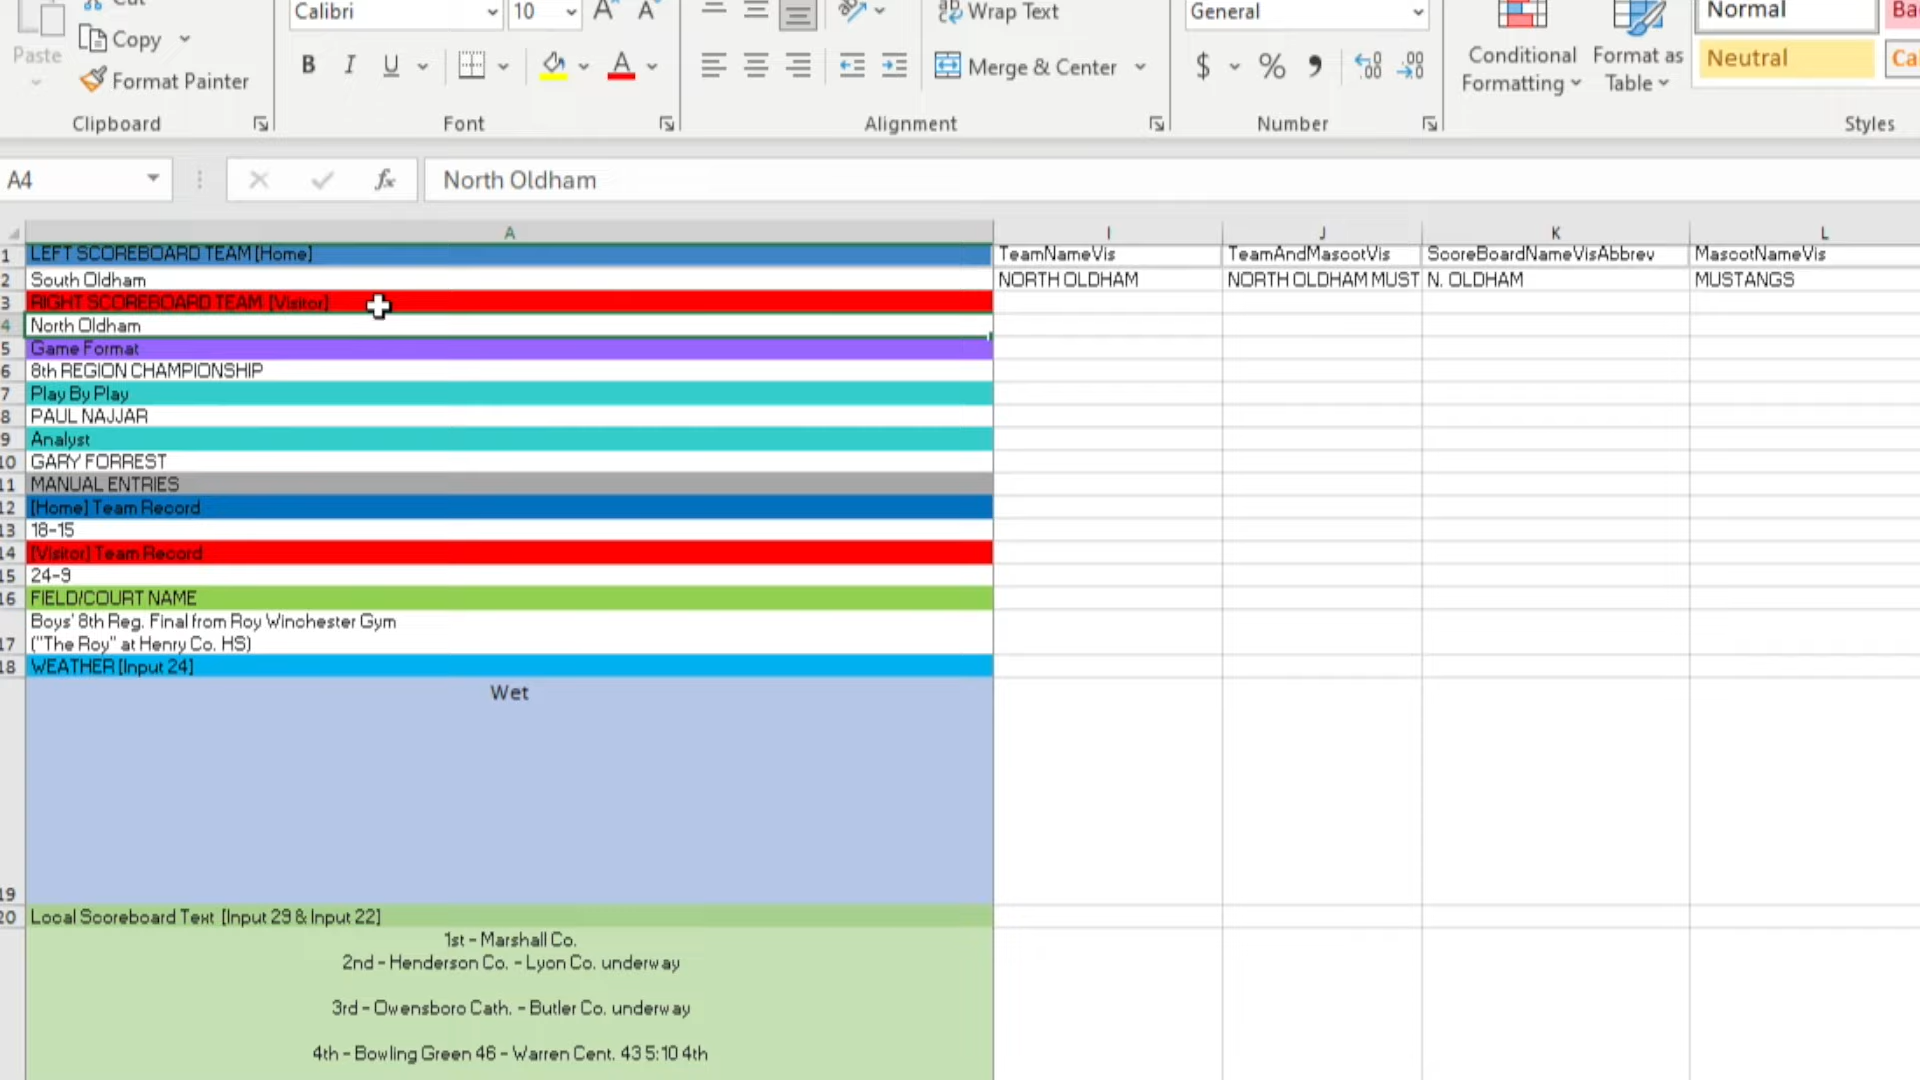 Calibri
10
General
Normal
Paste
Copy
Wrap Text
Format Painter
B I U
Merge & Center
$ % 9
Conditional
Formatting
Format as
Table
Neutral
Clipboard
Font
Alignment
Number
Styles
A4
fx
North Oldham
A I J K L
1 LEFT SCOREBOARD TEAM [Home] TeamNameVis TeamAndMascotVis ScoreBoardNameVisAbbrev MascotNameVis
2 South Oldham NORTH OLDHAM NORTH OLDHAM MUST N. OLDHAM MUSTANGS
3 RIGHT SCOREBOARD TEAM [Visitor]
4 North Oldham
5 Game Format
6 8th REGION CHAMPIONSHIP
7 Play By Play
8 PAUL NAJJAR
9 Analyst
10 GARY FORREST
11 MANUAL ENTRIES
12 [Home] Team Record
13 18-15
14 [Visitor] Team Record
15 24-9
16 FIELD/COURT NAME
Boys' 8th Reg. Final from Roy Winchester Gym
17 ("The Roy" at Henry Co. HS)
18 WEATHER [Input 24]
Wet
19
20 Local Scoreboard Text [Input 29 & Input 22]
1st - Marshall Co.
2nd - Henderson Co. - Lyon Co. underway
3rd - Owensboro Cath. - Butler Co. underway
4th - Bowling Green 46 - Warren Cent. 43 5:10 4th